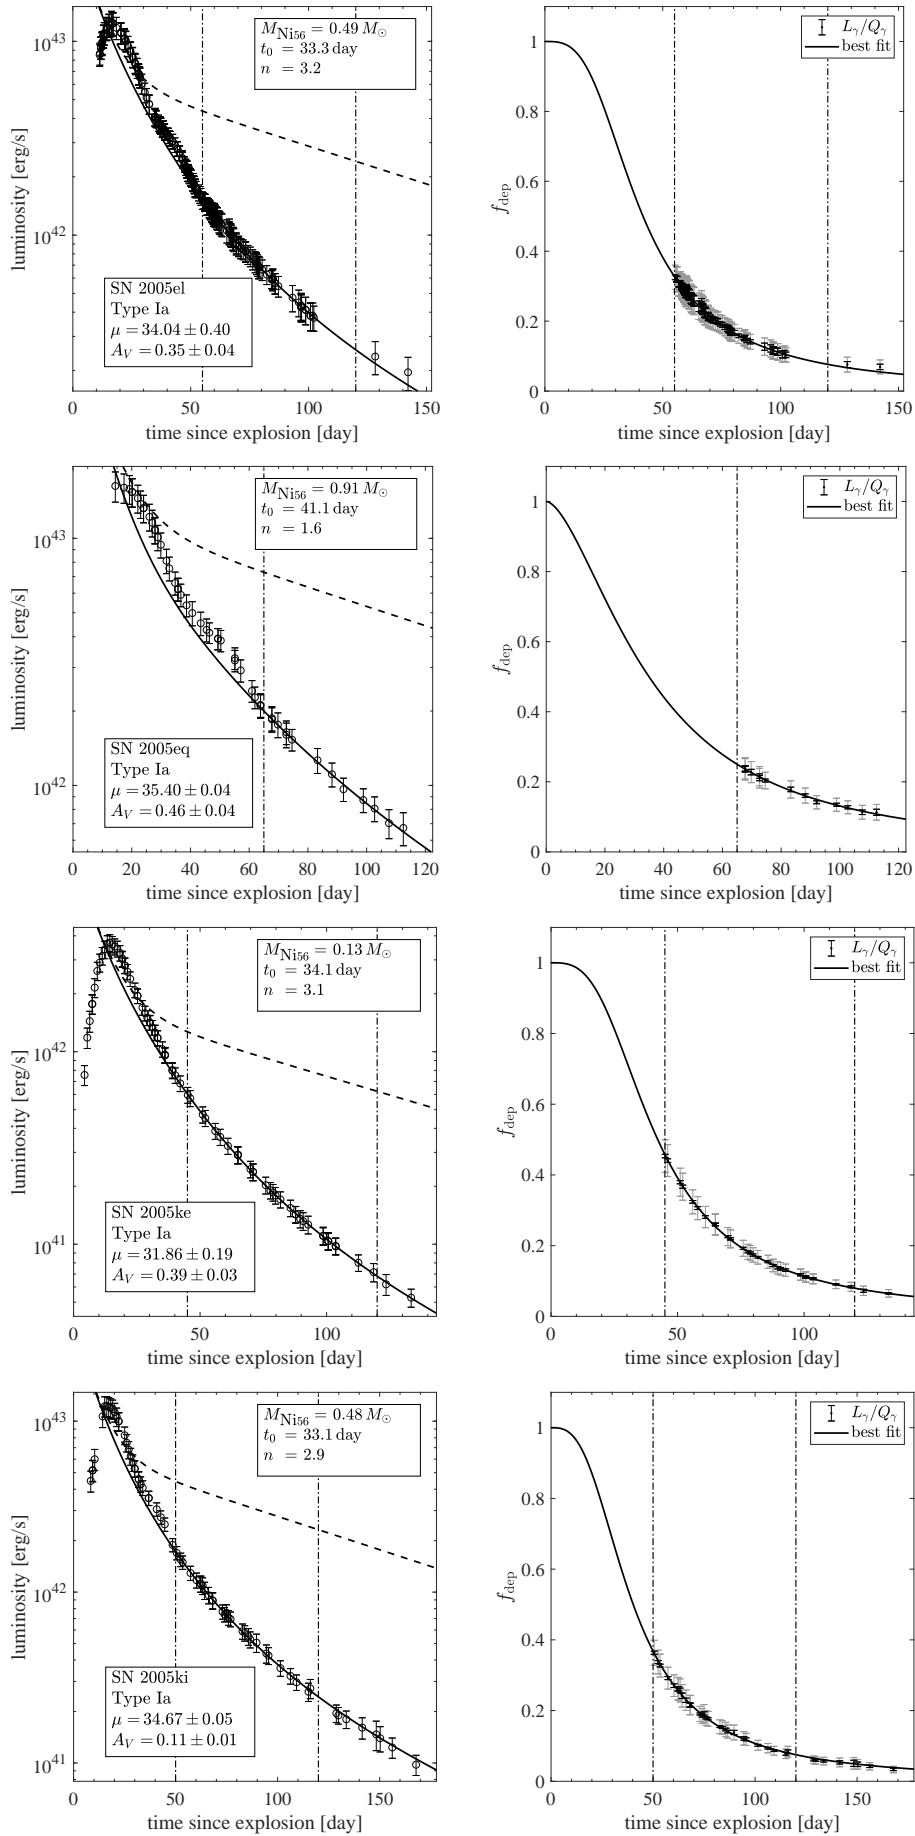 10^43
10^42
luminosity [erg/s]
M_Ni56 = 0.49 M_⊙
t_0 = 33.3 day
n = 3.2
SN 2005el
Type Ia
μ = 34.04 ± 0.40
A_V = 0.35 ± 0.04
0 50 100 150
time since explosion [day]
1
0.8
0.6
0.4
0.2
0
f_dep
L_γ/Q_γ
best fit
0 50 100 150
time since explosion [day]
10^43
10^42
luminosity [erg/s]
M_Ni56 = 0.91 M_⊙
t_0 = 41.1 day
n = 1.6
SN 2005eq
Type Ia
μ = 35.40 ± 0.04
A_V = 0.46 ± 0.04
0 20 40 60 80 100 120
time since explosion [day]
1
0.8
0.6
0.4
0.2
0
f_dep
L_γ/Q_γ
best fit
0 20 40 60 80 100 120
time since explosion [day]
10^42
10^41
luminosity [erg/s]
M_Ni56 = 0.13 M_⊙
t_0 = 34.1 day
n = 3.1
SN 2005ke
Type Ia
μ = 31.86 ± 0.19
A_V = 0.39 ± 0.03
0 50 100
time since explosion [day]
1
0.8
0.6
0.4
0.2
0
f_dep
L_γ/Q_γ
best fit
0 50 100
time since explosion [day]
10^43
10^42
10^41
luminosity [erg/s]
M_Ni56 = 0.48 M_⊙
t_0 = 33.1 day
n = 2.9
SN 2005ki
Type Ia
μ = 34.67 ± 0.05
A_V = 0.11 ± 0.01
0 50 100 150
time since explosion [day]
1
0.8
0.6
0.4
0.2
0
f_dep
L_γ/Q_γ
best fit
0 50 100 150
time since explosion [day]